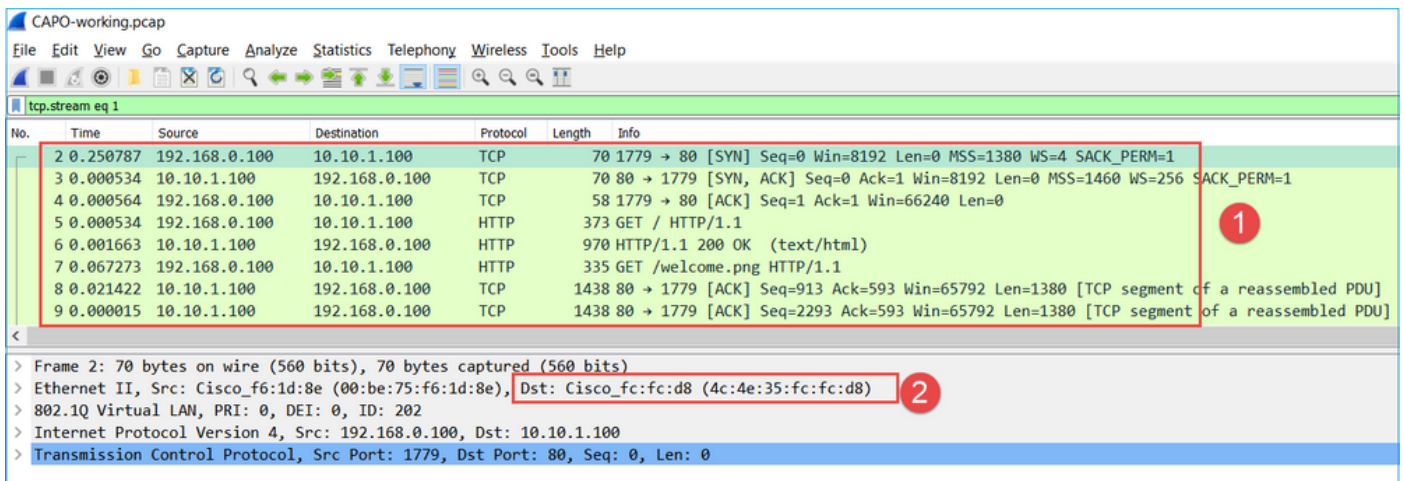 CAPO-working.pcap
File Edit View Go Capture Analyze Statistics Telephony Wireless Tools Help
tcp.stream eq 1
No. Time Source Destination Protocol Length Info
2 0.250787 192.168.0.100 10.10.1.100 TCP 70 1779 → 80 [SYN] Seq=0 Win=8192 Len=0 MSS=1380 WS=4 SACK_PERM=1
3 0.000534 10.10.1.100 192.168.0.100 TCP 70 80 → 1779 [SYN, ACK] Seq=0 Ack=1 Win=8192 Len=0 MSS=1460 WS=256 SACK_PERM=1
4 0.000564 192.168.0.100 10.10.1.100 TCP 58 1779 → 80 [ACK] Seq=1 Ack=1 Win=66240 Len=0
5 0.000534 192.168.0.100 10.10.1.100 HTTP 373 GET / HTTP/1.1
1
6 0.001663 10.10.1.100 192.168.0.100 HTTP 970 HTTP/1.1 200 OK (text/html)
7 0.067273 192.168.0.100 10.10.1.100 HTTP 335 GET /welcome.png HTTP/1.1
8 0.021422 10.10.1.100 192.168.0.100 TCP 1438 80 → 1779 [ACK] Seq=913 Ack=593 Win=65792 Len=1380 [TCP segment of a reassembled PDU]
9 0.000015 10.10.1.100 192.168.0.100 TCP 1438 80 → 1779 [ACK] Seq=2293 Ack=593 Win=65792 Len=1380 [TCP segment of a reassembled PDU]
> Frame 2: 70 bytes on wire (560 bits), 70 bytes captured (560 bits)
> Ethernet II, Src: Cisco_f6:1d:8e (00:be:75:f6:1d:8e), Dst: Cisco_fc:fc:d8 (4c:4e:35:fc:fc:d8)
2
> 802.1Q Virtual LAN, PRI: 0, DEI: 0, ID: 202
> Internet Protocol Version 4, Src: 192.168.0.100, Dst: 10.10.1.100
> Transmission Control Protocol, Src Port: 1779, Dst Port: 80, Seq: 0, Len: 0